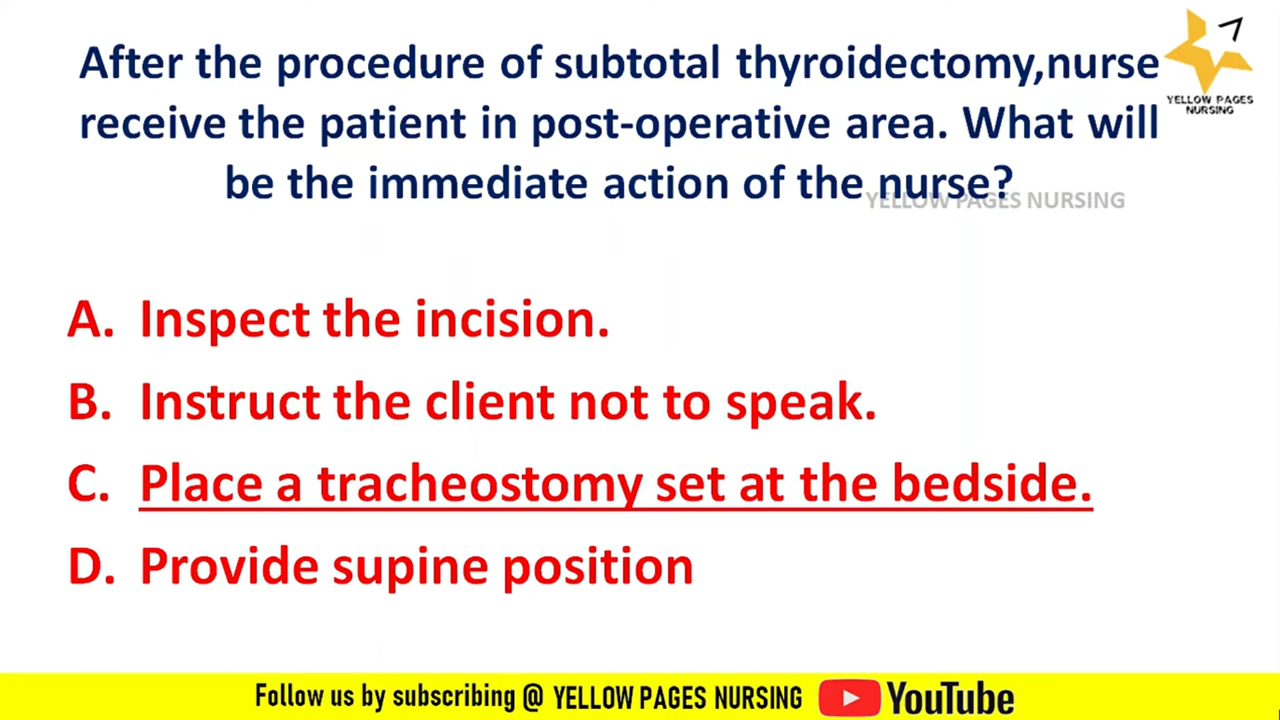 After the procedure of subtotal thyroidectomy,nurse
receive the patient in post-operative area. What will
be the immediate action of the nurse?
YELLOW PAGES
NURSING
YELLOW PAGES NURSING
A. Inspect the incision.
B. Instruct the client not to speak.
C. Place a tracheostomy set at the bedside.
D. Provide supine position
Follow us by subscribing @ YELLOW PAGES NURSING YouTube